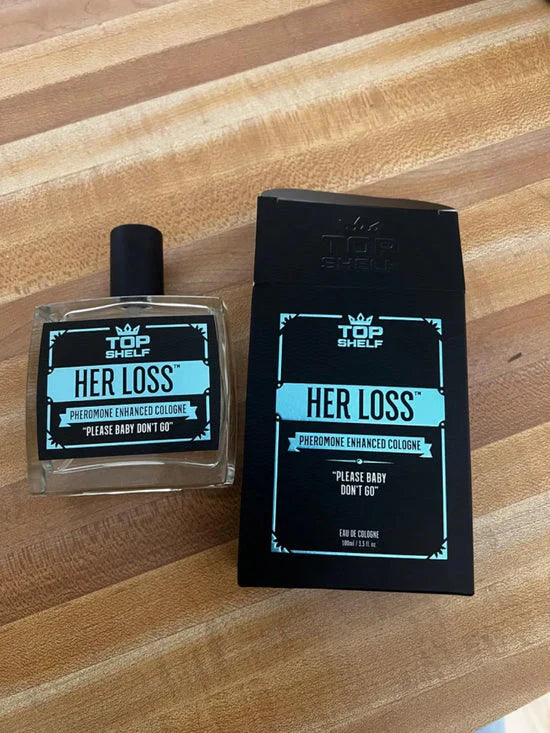 TOP
SHELF
HER LOSS™
PHEROMONE ENHANCED COLOGNE
"PLEASE BABY DON'T GO"
TOP
SHELF
TOP
SHELF
HER LOSS™
PHEROMONE ENHANCED COLOGNE
"PLEASE BABY
DON'T GO"
EAU DE COLOGNE
100ml / 3.3 fl. oz